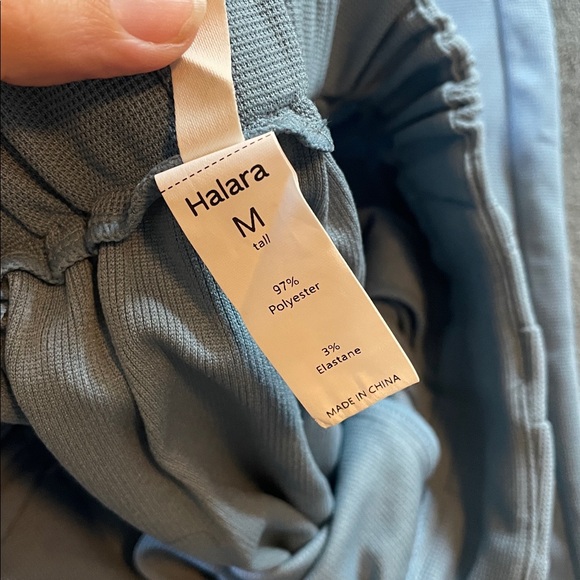 Halara
M
tall
97%
Polyester
3%
Elastane
MADE IN CHINA